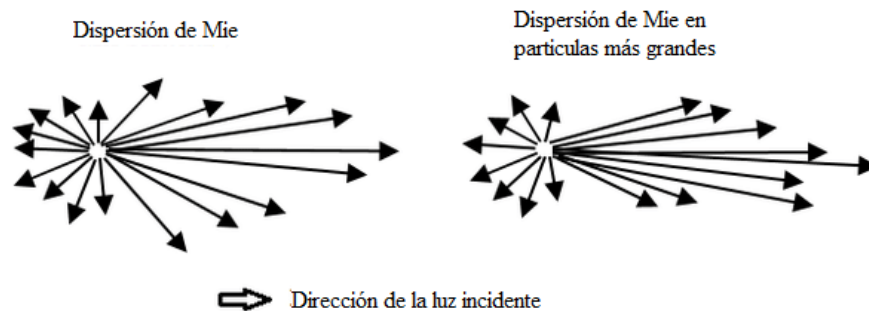 Dispersión de Mie
Dispersión de Mie en
particulas más grandes
Dirección de la luz incidente